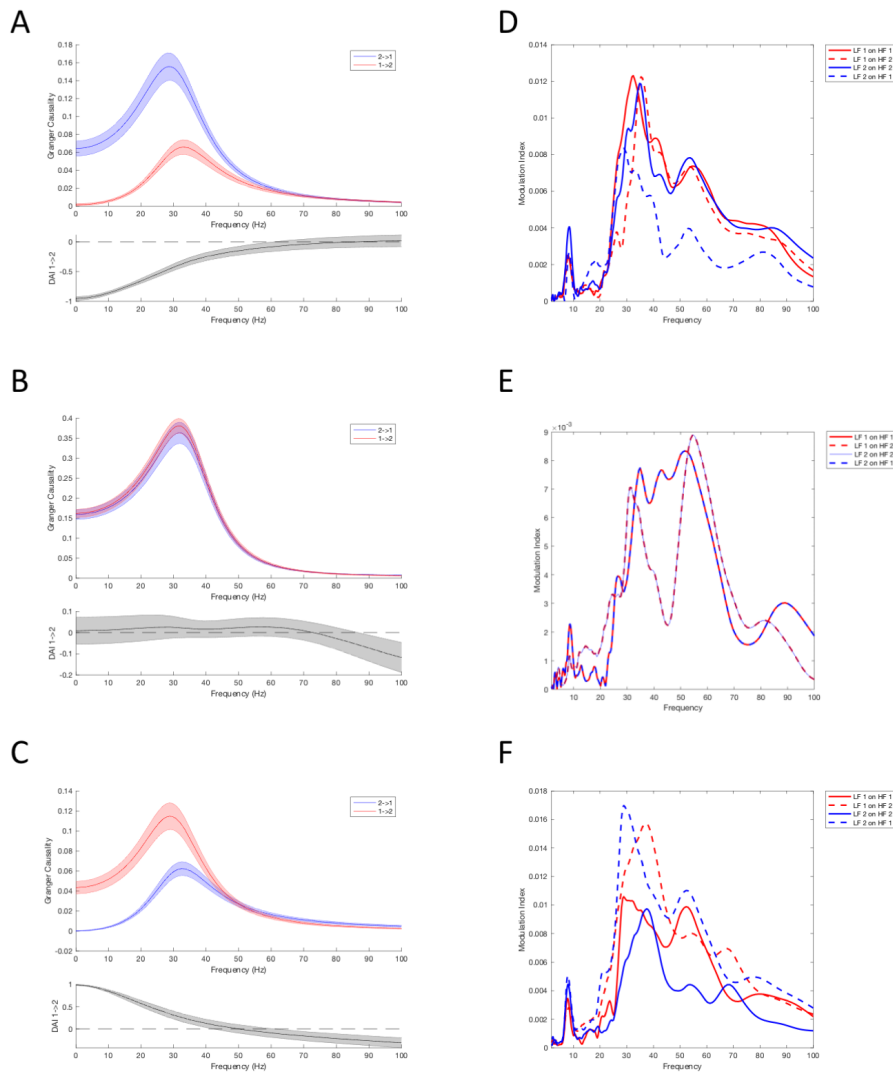 A
0.18
0.16
0.14
0.12
0.1
0.08
0.06
0.04
0.02
0
Granger Causality
2->1
1->2
0 10 20 30 40 50 60 70 80 90 100
Frequency (Hz)
0
-0.5
-1
DAI 1->2
0 10 20 30 40 50 60 70 80 90 100
Frequency (Hz)
D
0.014
0.012
0.01
0.008
0.006
0.004
0.002
0
Modulation Index
LF 1 on HF 1
LF 1 on HF 2
LF 2 on HF 2
LF 2 on HF 1
10 20 30 40 50 60 70 80 90 100
Frequency
B
0.4
0.35
0.3
0.25
0.2
0.15
0.1
0.05
0
Granger Causality
2->1
1->2
0 10 20 30 40 50 60 70 80 90 100
Frequency (Hz)
0.1
0
-0.1
-0.2
DAI 1->2
0 10 20 30 40 50 60 70 80 90 100
Frequency (Hz)
E
×10⁻³
9
8
7
6
5
4
3
2
1
0
Modulation Index
LF 1 on HF 1
LF 1 on HF 2
LF 2 on HF 2
LF 2 on HF 1
10 20 30 40 50 60 70 80 90 100
Frequency
C
0.14
0.12
0.1
0.08
0.06
0.04
0.02
0
-0.02
Granger Causality
2->1
1->2
0 10 20 30 40 50 60 70 80 90 100
Frequency (Hz)
1
0.5
0
DAI 1->2
0 10 20 30 40 50 60 70 80 90 100
Frequency (Hz)
F
0.018
0.016
0.014
0.012
0.01
0.008
0.006
0.004
0.002
0
Modulation Index
LF 1 on HF 1
LF 1 on HF 2
LF 2 on HF 2
LF 2 on HF 1
10 20 30 40 50 60 70 80 90 100
Frequency